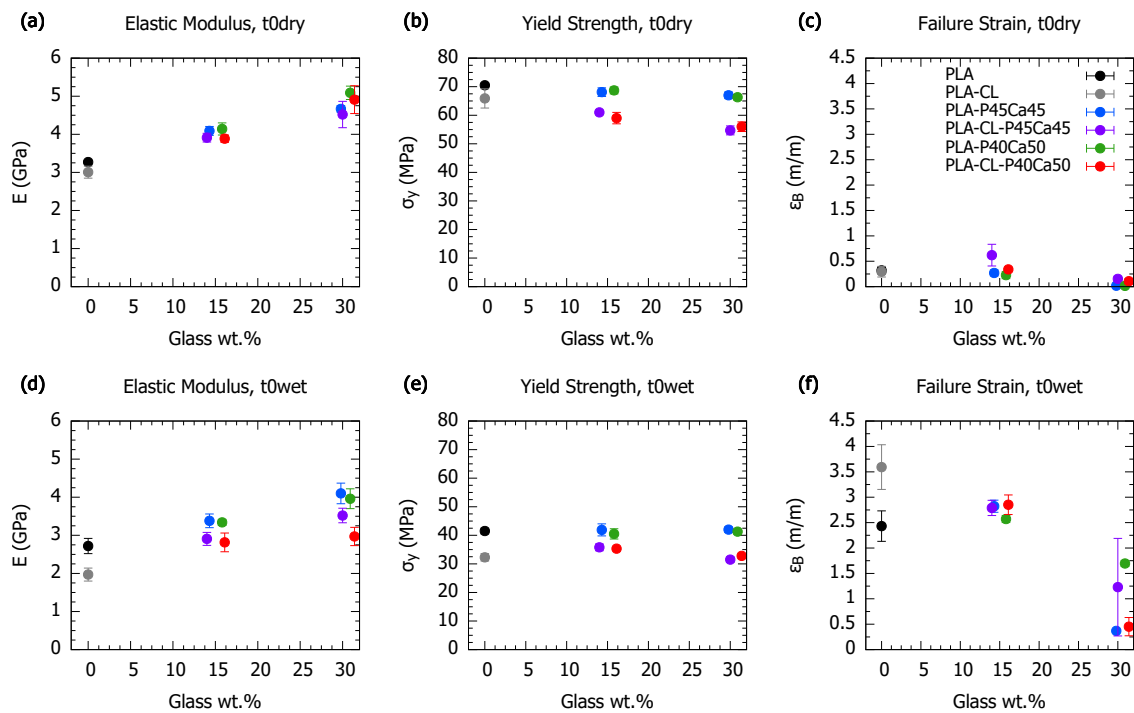 (a) Elastic Modulus, t0dry
E (GPa)
6
5
4
3
2
1
0
0 5 10 15 20 25 30
Glass wt.%
(b) Yield Strength, t0dry
σy (MPa)
80
70
60
50
40
30
20
10
0
0 5 10 15 20 25 30
Glass wt.%
(c) Failure Strain, t0dry
εB (m/m)
4.5
4
3.5
3
2.5
2
1.5
1
0.5
0
PLA
PLA-CL
PLA-P45Ca45
PLA-CL-P45Ca45
PLA-P40Ca50
PLA-CL-P40Ca50
0 5 10 15 20 25 30
Glass wt.%
(d) Elastic Modulus, t0wet
E (GPa)
6
5
4
3
2
1
0
0 5 10 15 20 25 30
Glass wt.%
(e) Yield Strength, t0wet
σy (MPa)
80
70
60
50
40
30
20
10
0
0 5 10 15 20 25 30
Glass wt.%
(f) Failure Strain, t0wet
εB (m/m)
4.5
4
3.5
3
2.5
2
1.5
1
0.5
0
0 5 10 15 20 25 30
Glass wt.%